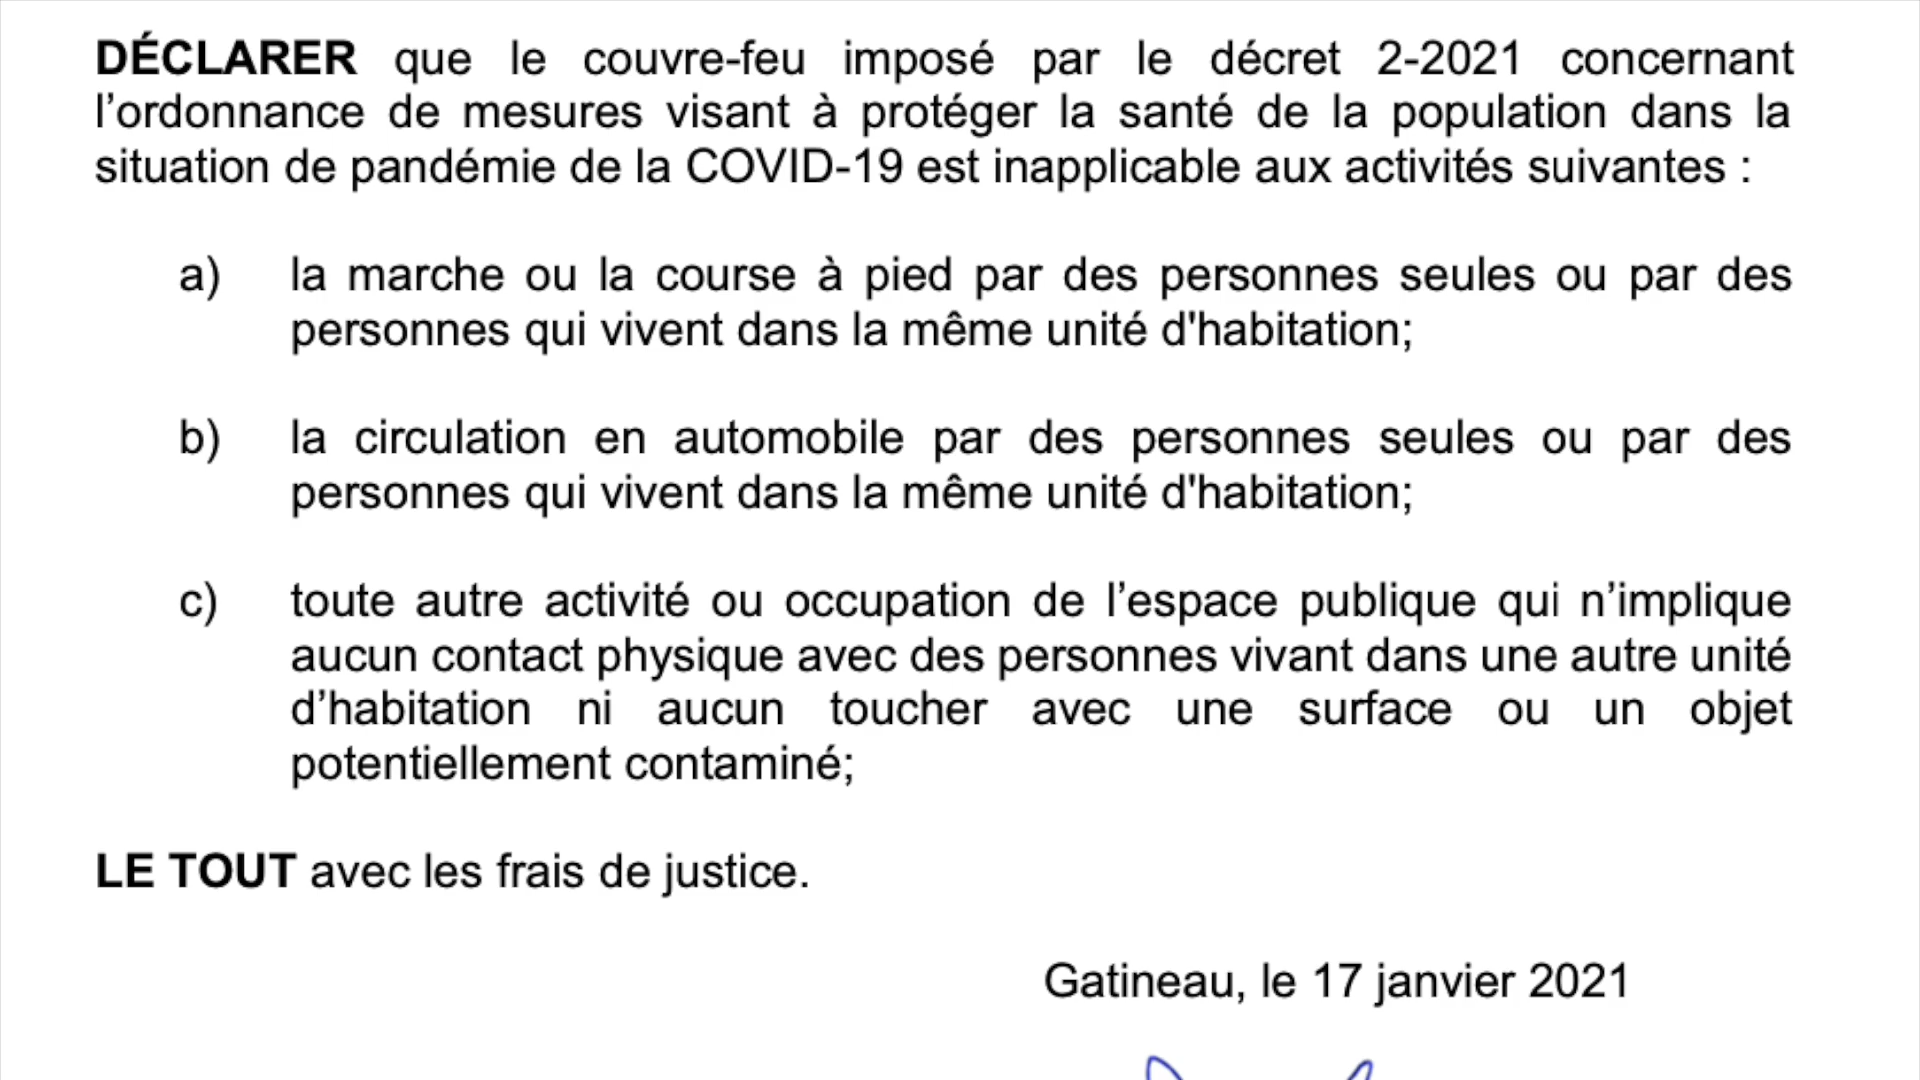 DÉCLARER que le couvre-feu imposé par le décret 2-2021 concernant
l’ordonnance de mesures visant à protéger la santé de la population dans la
situation de pandémie de la COVID-19 est inapplicable aux activités suivantes :
a) la marche ou la course à pied par des personnes seules ou par des
personnes qui vivent dans la même unité d'habitation;
b) la circulation en automobile par des personnes seules ou par des
personnes qui vivent dans la même unité d'habitation;
c) toute autre activité ou occupation de l’espace publique qui n’implique
aucun contact physique avec des personnes vivant dans une autre unité
d’habitation ni aucun toucher avec une surface ou un objet
potentiellement contaminé;
LE TOUT avec les frais de justice.
Gatineau, le 17 janvier 2021